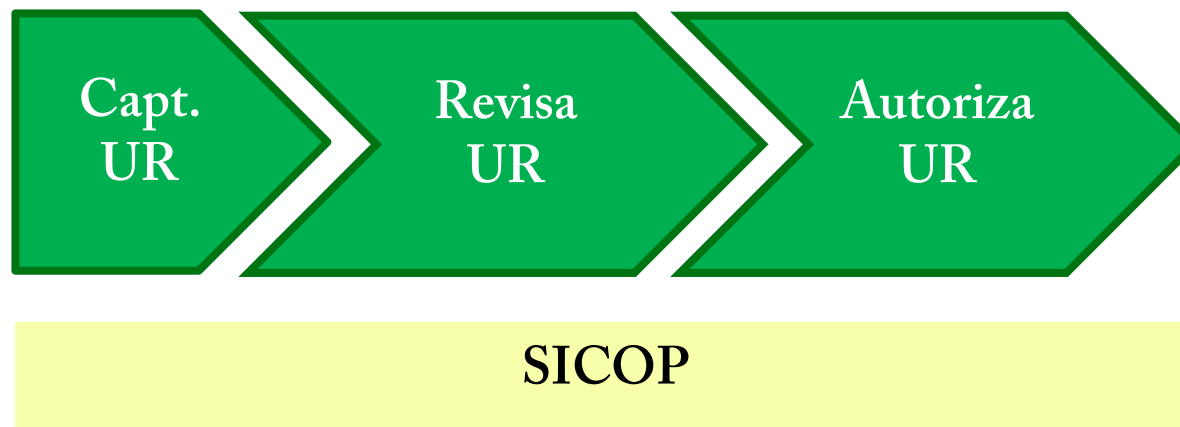 Capt.
UR
Revisa
UR
Autoriza
UR
SICOP